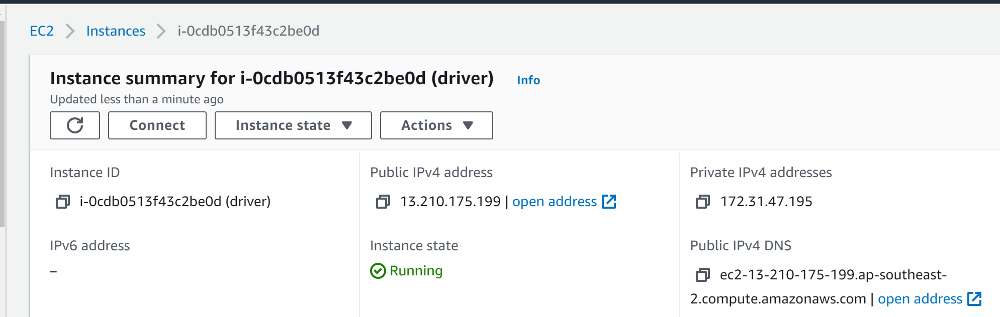 EC2 Instances i-0cdb0513f43c2be0d
Instance summary for i-0cdb0513f43c2be0d (driver) Info
Updated less than a minute ago
Connect Instance state Actions
Instance ID
i-0cdb0513f43c2be0d (driver)
Public IPv4 address
13.210.175.199 | open address
Private IPv4 addresses
172.31.47.195
IPv6 address
–
Instance state
Running
Public IPv4 DNS
ec2-13-210-175-199.ap-southeast-
2.compute.amazonaws.com | open address